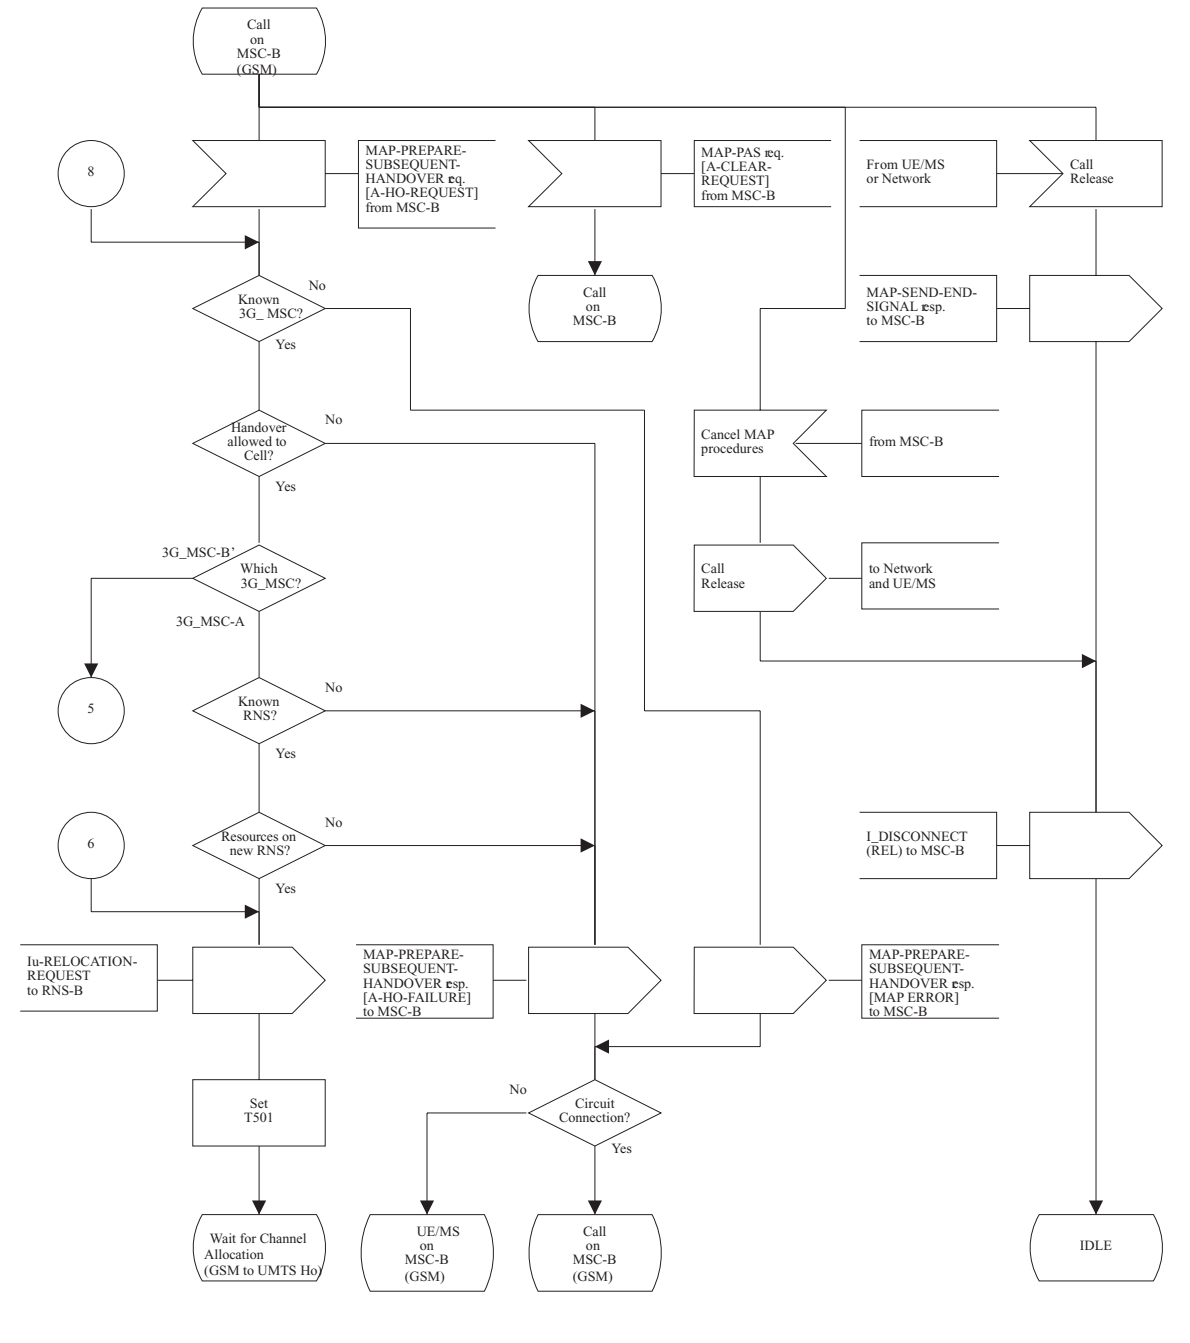 Call
on
MSC-B
(GSM)
8
MAP-PREPARE-
SUBSEQUENT-
HANDOVER req.
[A-HO-REQUEST]
from MSC-B
MAP-PAS req.
[A-CLEAR-
REQUEST]
from MSC-B
From UE/MS
or Network
Call
Release
Known
3G_ MSC?
No
Yes
Call
on
MSC-B
MAP-SEND-END-
SIGNAL resp.
to MSC-B
Handover
allowed to
Cell?
No
Yes
Cancel MAP
procedures
from MSC-B
3G_MSC-B’
Which
3G_MSC?
3G_MSC-A
Call
Release
to Network
and UE/MS
5
Known
RNS?
No
Yes
6
Resources on
new RNS?
No
Yes
I_DISCONNECT
(REL) to MSC-B
Iu-RELOCATION-
REQUEST
to RNS-B
MAP-PREPARE-
SUBSEQUENT-
HANDOVER resp.
[A-HO-FAILURE]
to MSC-B
MAP-PREPARE-
SUBSEQUENT-
HANDOVER resp.
[MAP ERROR]
to MSC-B
Set
T501
No
Circuit
Connection?
Yes
Wait for Channel
Allocation
(GSM to UMTS Ho)
UE/MS
on
MSC-B
(GSM)
Call
on
MSC-B
(GSM)
IDLE